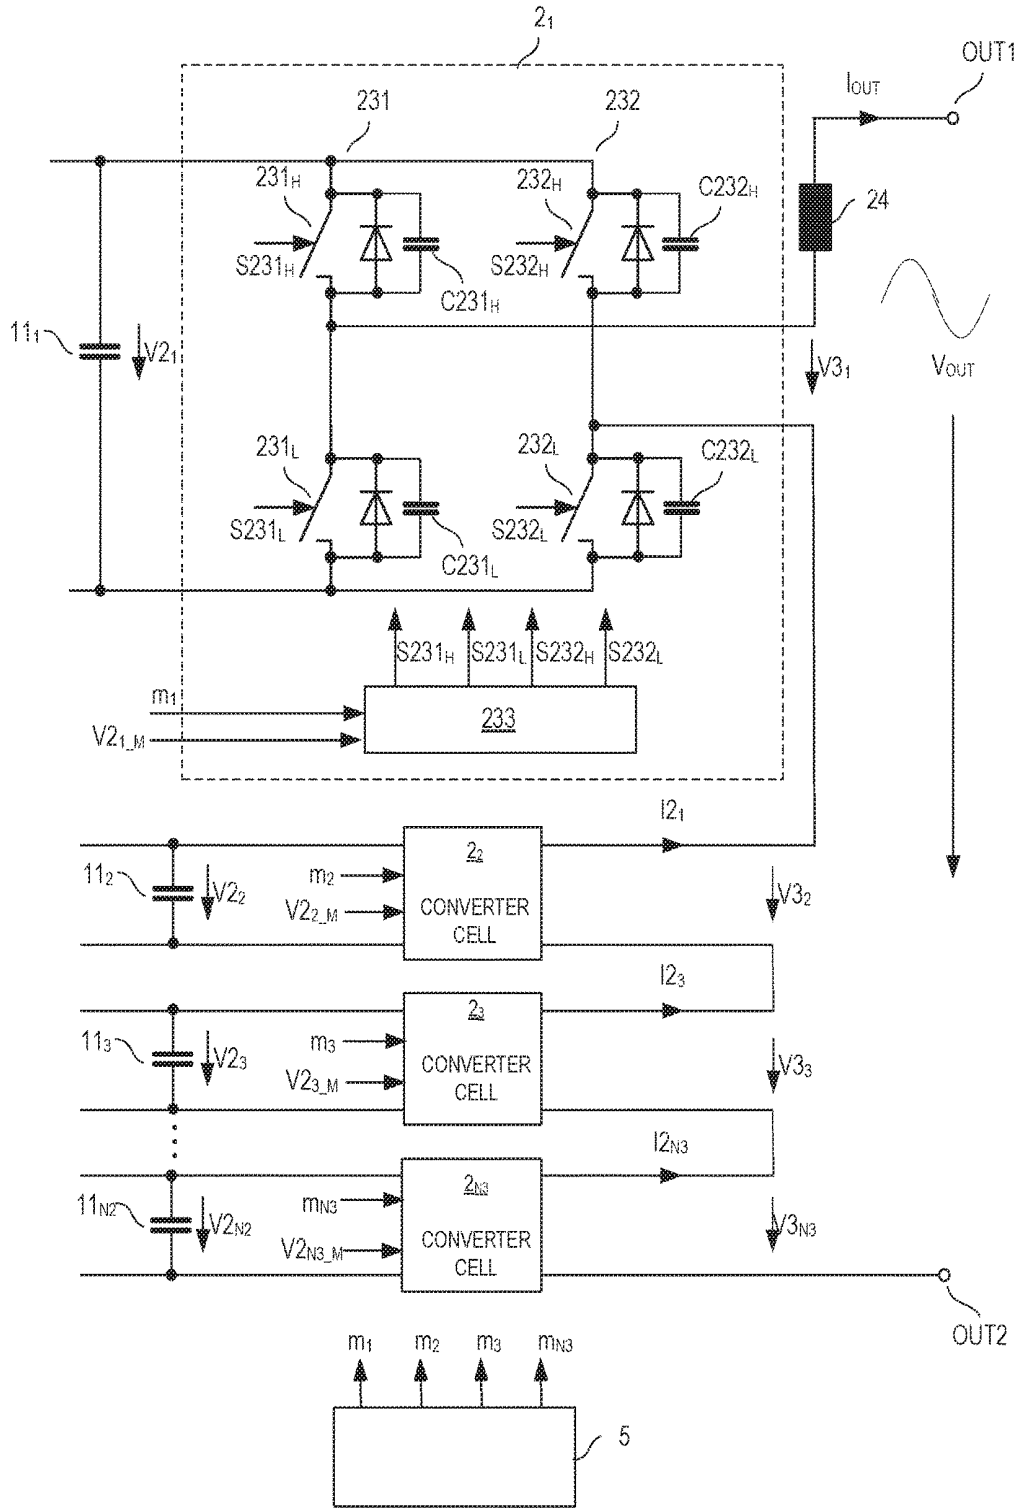 2₁
OUT1
I_OUT
231
232
231_H
232_H
C232_H
24
S231_H
C231_H
S232_H
11₁
V2₁
V3₁
V_OUT
231_L
232_L
C232_L
S231_L
C231_L
S232_L
S231_H
S231_L
S232_H
S232_L
m₁
233
V2₁_M
I2₁
2₂
11₂
V2₂
m₂
V2₂_M
CONVERTER
CELL
V3₂
I2₃
2₃
11₃
V2₃
m₃
V2₃_M
CONVERTER
CELL
V3₃
I2_N3
2_N3
11_N2
V2_N2
m_N3
V2_N3_M
CONVERTER
CELL
V3_N3
OUT2
m₁
m₂
m₃
m_N3
5